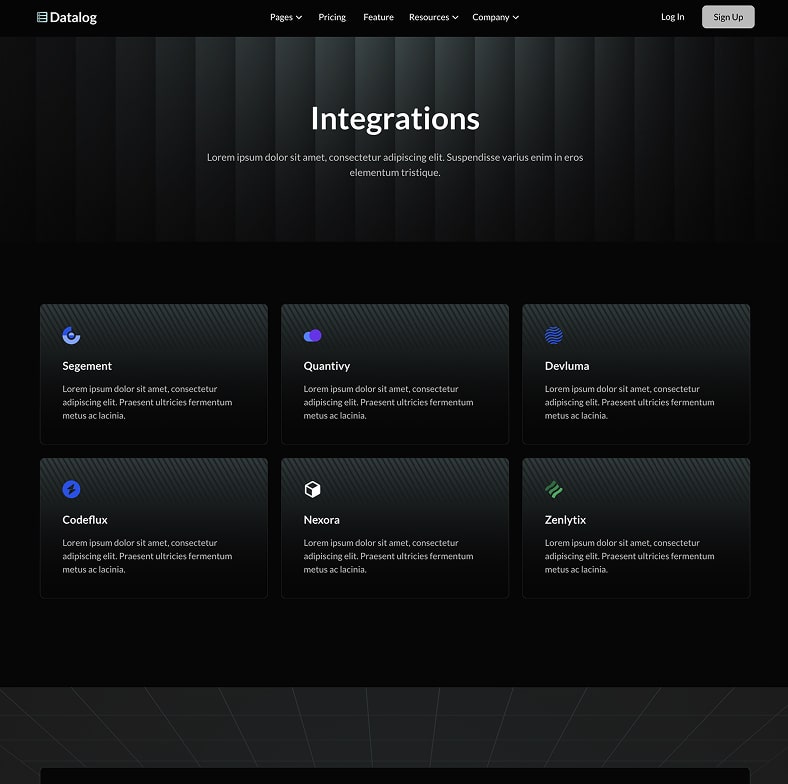 Datalog Pages Pricing Feature Resources Company Log In Sign Up
Integrations
Lorem ipsum dolor sit amet, consectetur adipiscing elit. Suspendisse varius enim in eros
elementum tristique.
Segement
Lorem ipsum dolor sit amet, consectetur
adipiscing elit. Praesent ultricies fermentum
metus ac lacinia.
Quantivy
Lorem ipsum dolor sit amet, consectetur
adipiscing elit. Praesent ultricies fermentum
metus ac lacinia.
Devluma
Lorem ipsum dolor sit amet, consectetur
adipiscing elit. Praesent ultricies fermentum
metus ac lacinia.
Codeflux
Lorem ipsum dolor sit amet, consectetur
adipiscing elit. Praesent ultricies fermentum
metus ac lacinia.
Nexora
Lorem ipsum dolor sit amet, consectetur
adipiscing elit. Praesent ultricies fermentum
metus ac lacinia.
Zenlytix
Lorem ipsum dolor sit amet, consectetur
adipiscing elit. Praesent ultricies fermentum
metus ac lacinia.